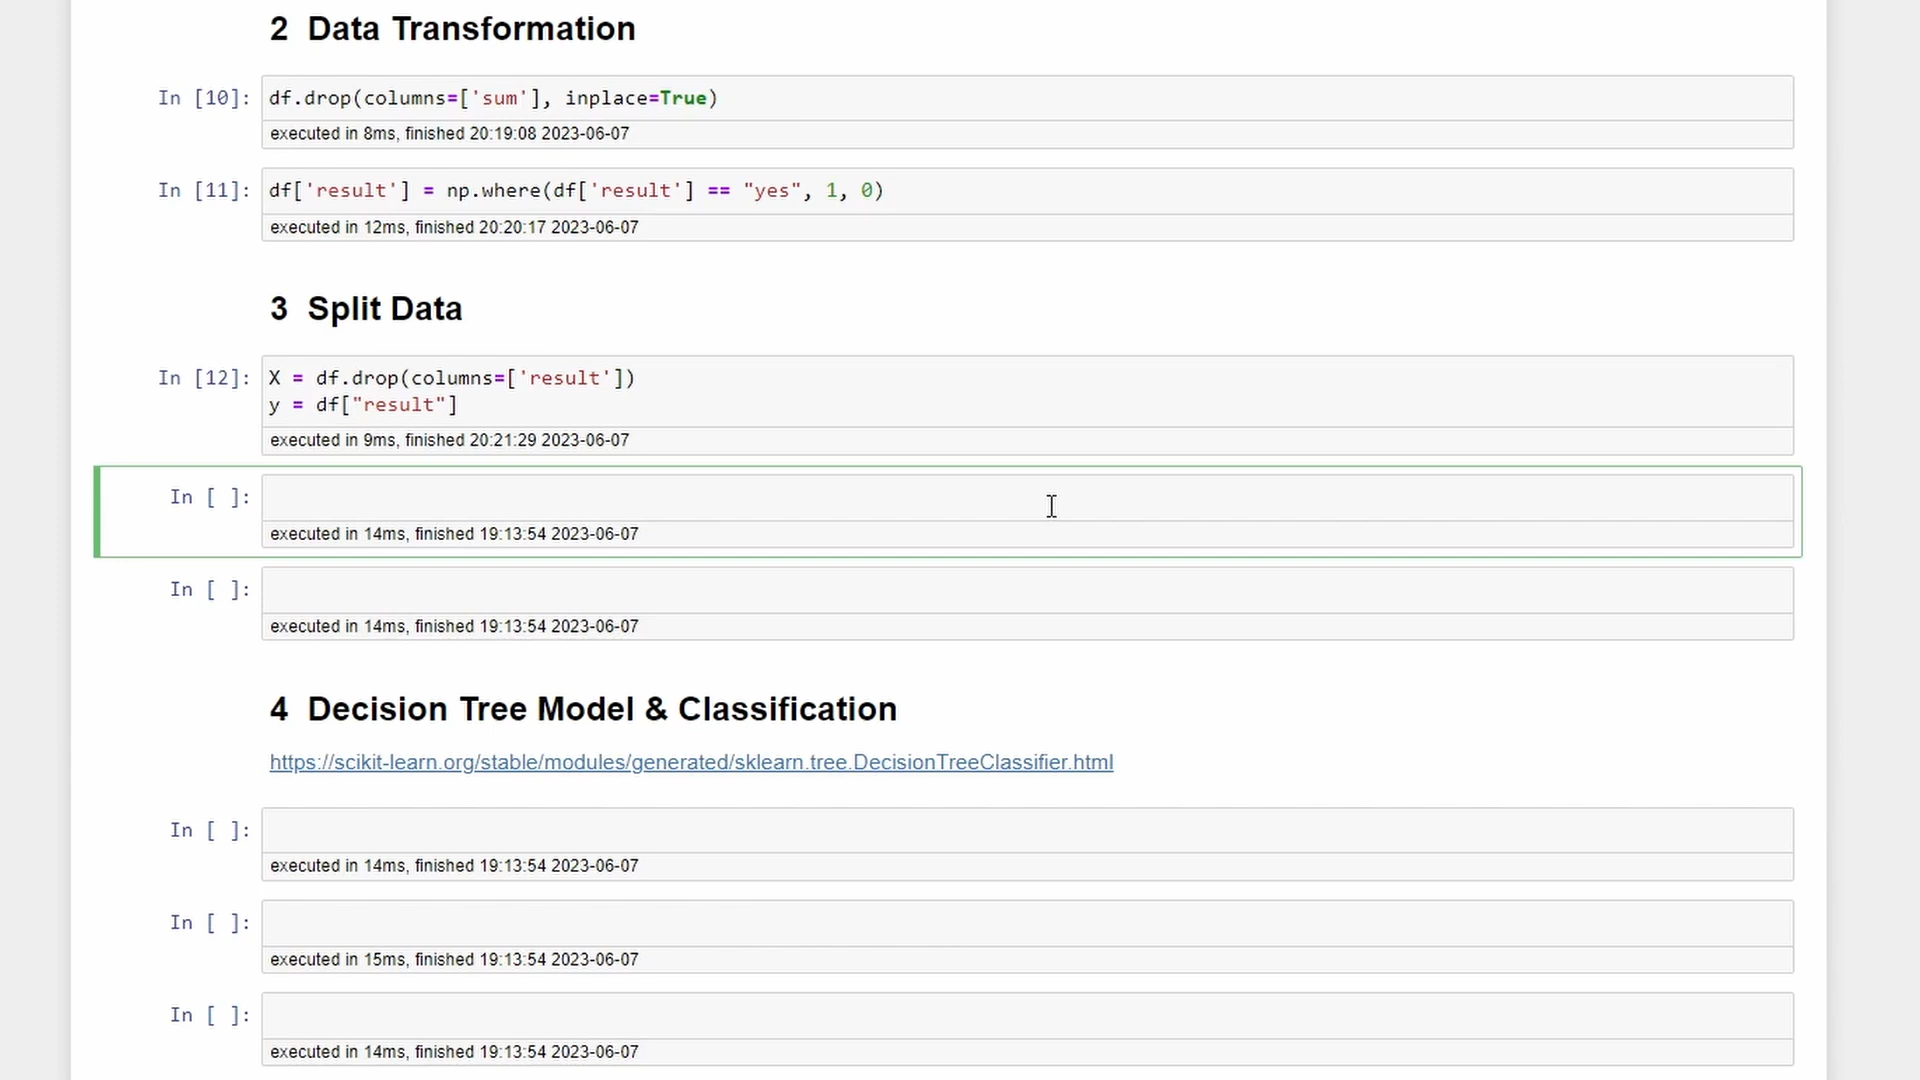 2 Data Transformation
In [10]: df.drop(columns=['sum'], inplace=True)
executed in 8ms, finished 20:19:08 2023-06-07
In [11]: df['result'] = np.where(df['result'] == "yes", 1, 0)
executed in 12ms, finished 20:20:17 2023-06-07
3 Split Data
In [12]: X = df.drop(columns=['result'])
y = df["result"]
executed in 9ms, finished 20:21:29 2023-06-07
In [ ]:
executed in 14ms, finished 19:13:54 2023-06-07
In [ ]:
executed in 14ms, finished 19:13:54 2023-06-07
4 Decision Tree Model & Classification
https://scikit-learn.org/stable/modules/generated/sklearn.tree.DecisionTreeClassifier.html
In [ ]:
executed in 14ms, finished 19:13:54 2023-06-07
In [ ]:
executed in 15ms, finished 19:13:54 2023-06-07
In [ ]:
executed in 14ms, finished 19:13:54 2023-06-07